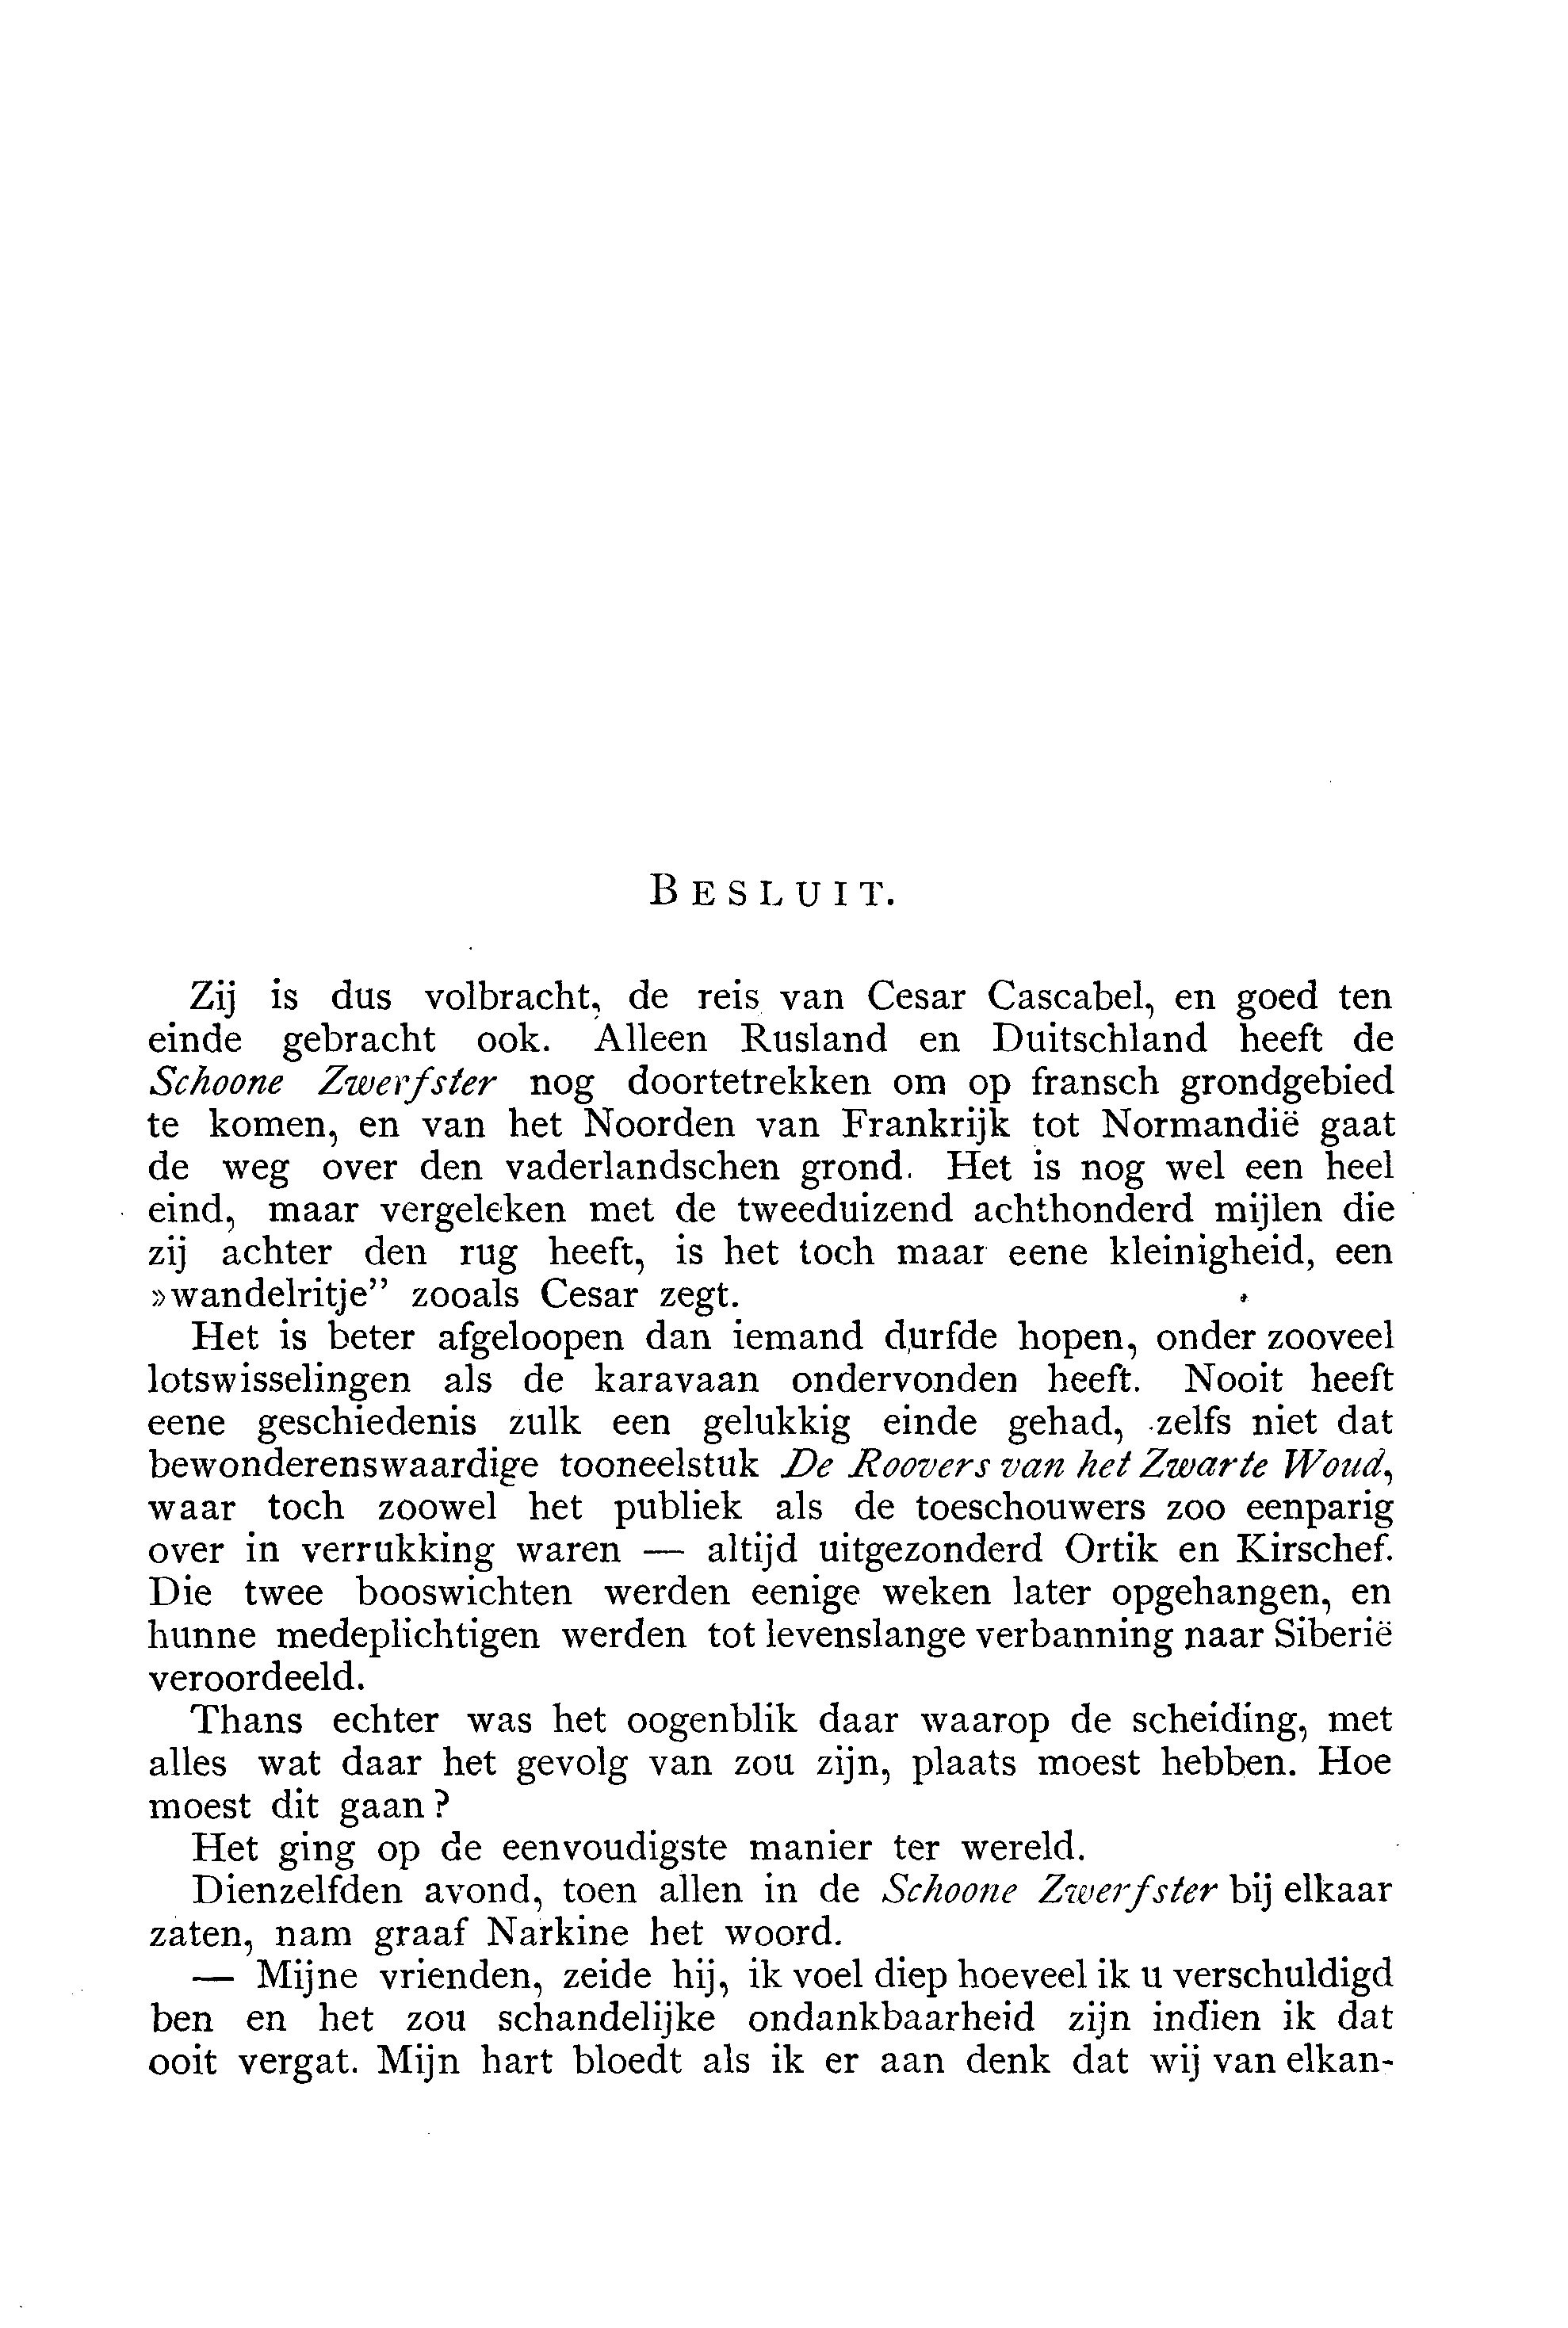 BESLUIT.
Zij is dus volbracht, de reis van Cesar Cascabel, en goed ten
einde gebracht ook. Alleen Rusland en Duitschland heeft de
Schoone Zwerfster nog doortetrekken om op fransch grondgebied
te komen, en van het Noorden van Frankrijk tot Normandië gaat
de weg over den vaderlandschen grond. Het is nog wel een heel
eind, maar vergeleken met de tweeduizend achthonderd mijlen die
zij achter den rug heeft, is het toch maar eene kleinigheid, een
»wandelritje” zooals Cesar zegt.
Het is beter afgeloopen dan iemand durfde hopen, onder zooveel
lotswisselingen als de karavaan ondervonden heeft. Nooit heeft
eene geschiedenis zulk een gelukkig einde gehad, zelfs niet dat
bewonderenswaardige tooneelstuk De Roovers van het Zwarte Woud,
waar toch zoowel het publiek als de toeschouwers zoo eenparig
over in verrukking waren — altijd uitgezonderd Ortik en Kirschef.
Die twee booswichten werden eenige weken later opgehangen, en
hunne medeplichtigen werden tot levenslange verbanning naar Siberië
veroordeeld.
Thans echter was het oogenblik daar waarop de scheiding, met
alles wat daar het gevolg van zou zijn, plaats moest hebben. Hoe
moest dit gaan?
Het ging op de eenvoudigste manier ter wereld.
Dienzelfden avond, toen allen in de Schoone Zwerfster bij elkaar
zaten, nam graaf Narkine het woord.
— Mijne vrienden, zeide hij, ik voel diep hoeveel ik u verschuldigd
ben en het zou schandelijke ondankbaarheid zijn indien ik dat
ooit vergat. Mijn hart bloedt als ik er aan denk dat wij van elkan-